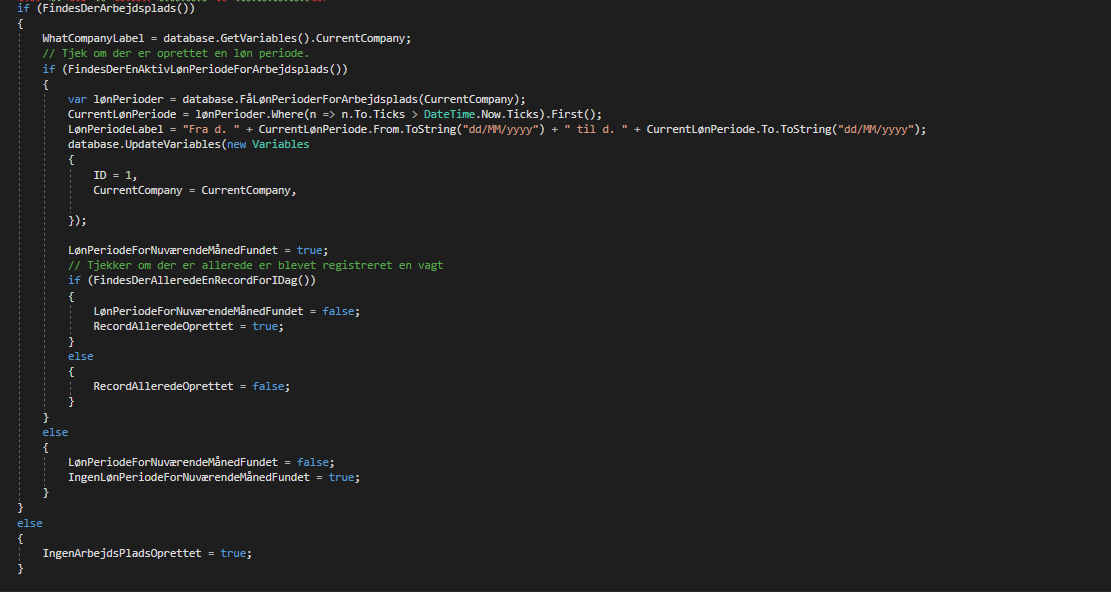 if (FindesDerArbejdsplads())
{
WhatCompanyLabel = database.GetVariables().CurrentCompany;
// Tjek om der er oprettet en løn periode.
if (FindesDerEnAktivLønPeriodeForArbejdsplads())
{
var lønPerioder = database.FåLønPerioderForArbejdsplads(CurrentCompany);
CurrentLønPeriode = lønPerioder.Where(n => n.To.Ticks > DateTime.Now.Ticks).First();
LønPeriodeLabel = "Fra d. " + CurrentLønPeriode.From.ToString("dd/MM/yyyy") + " til d. " + CurrentLønPeriode.To.ToString("dd/MM/yyyy");
database.UpdateVariables(new Variables
{
ID = 1,
CurrentCompany = CurrentCompany,
});
LønPeriodeForNuværendeMånedFundet = true;
// Tjekker om der er allerede er blevet registreret en vagt
if (FindesDerAlleredeEnRecordForIDag())
{
LønPeriodeForNuværendeMånedFundet = false;
RecordAlleredeOprettet = true;
}
else
{
RecordAlleredeOprettet = false;
}
}
else
{
LønPeriodeForNuværendeMånedFundet = false;
IngenLønPeriodeForNuværendeMånedFundet = true;
}
}
else
{
IngenArbejdsPladsOprettet = true;
}